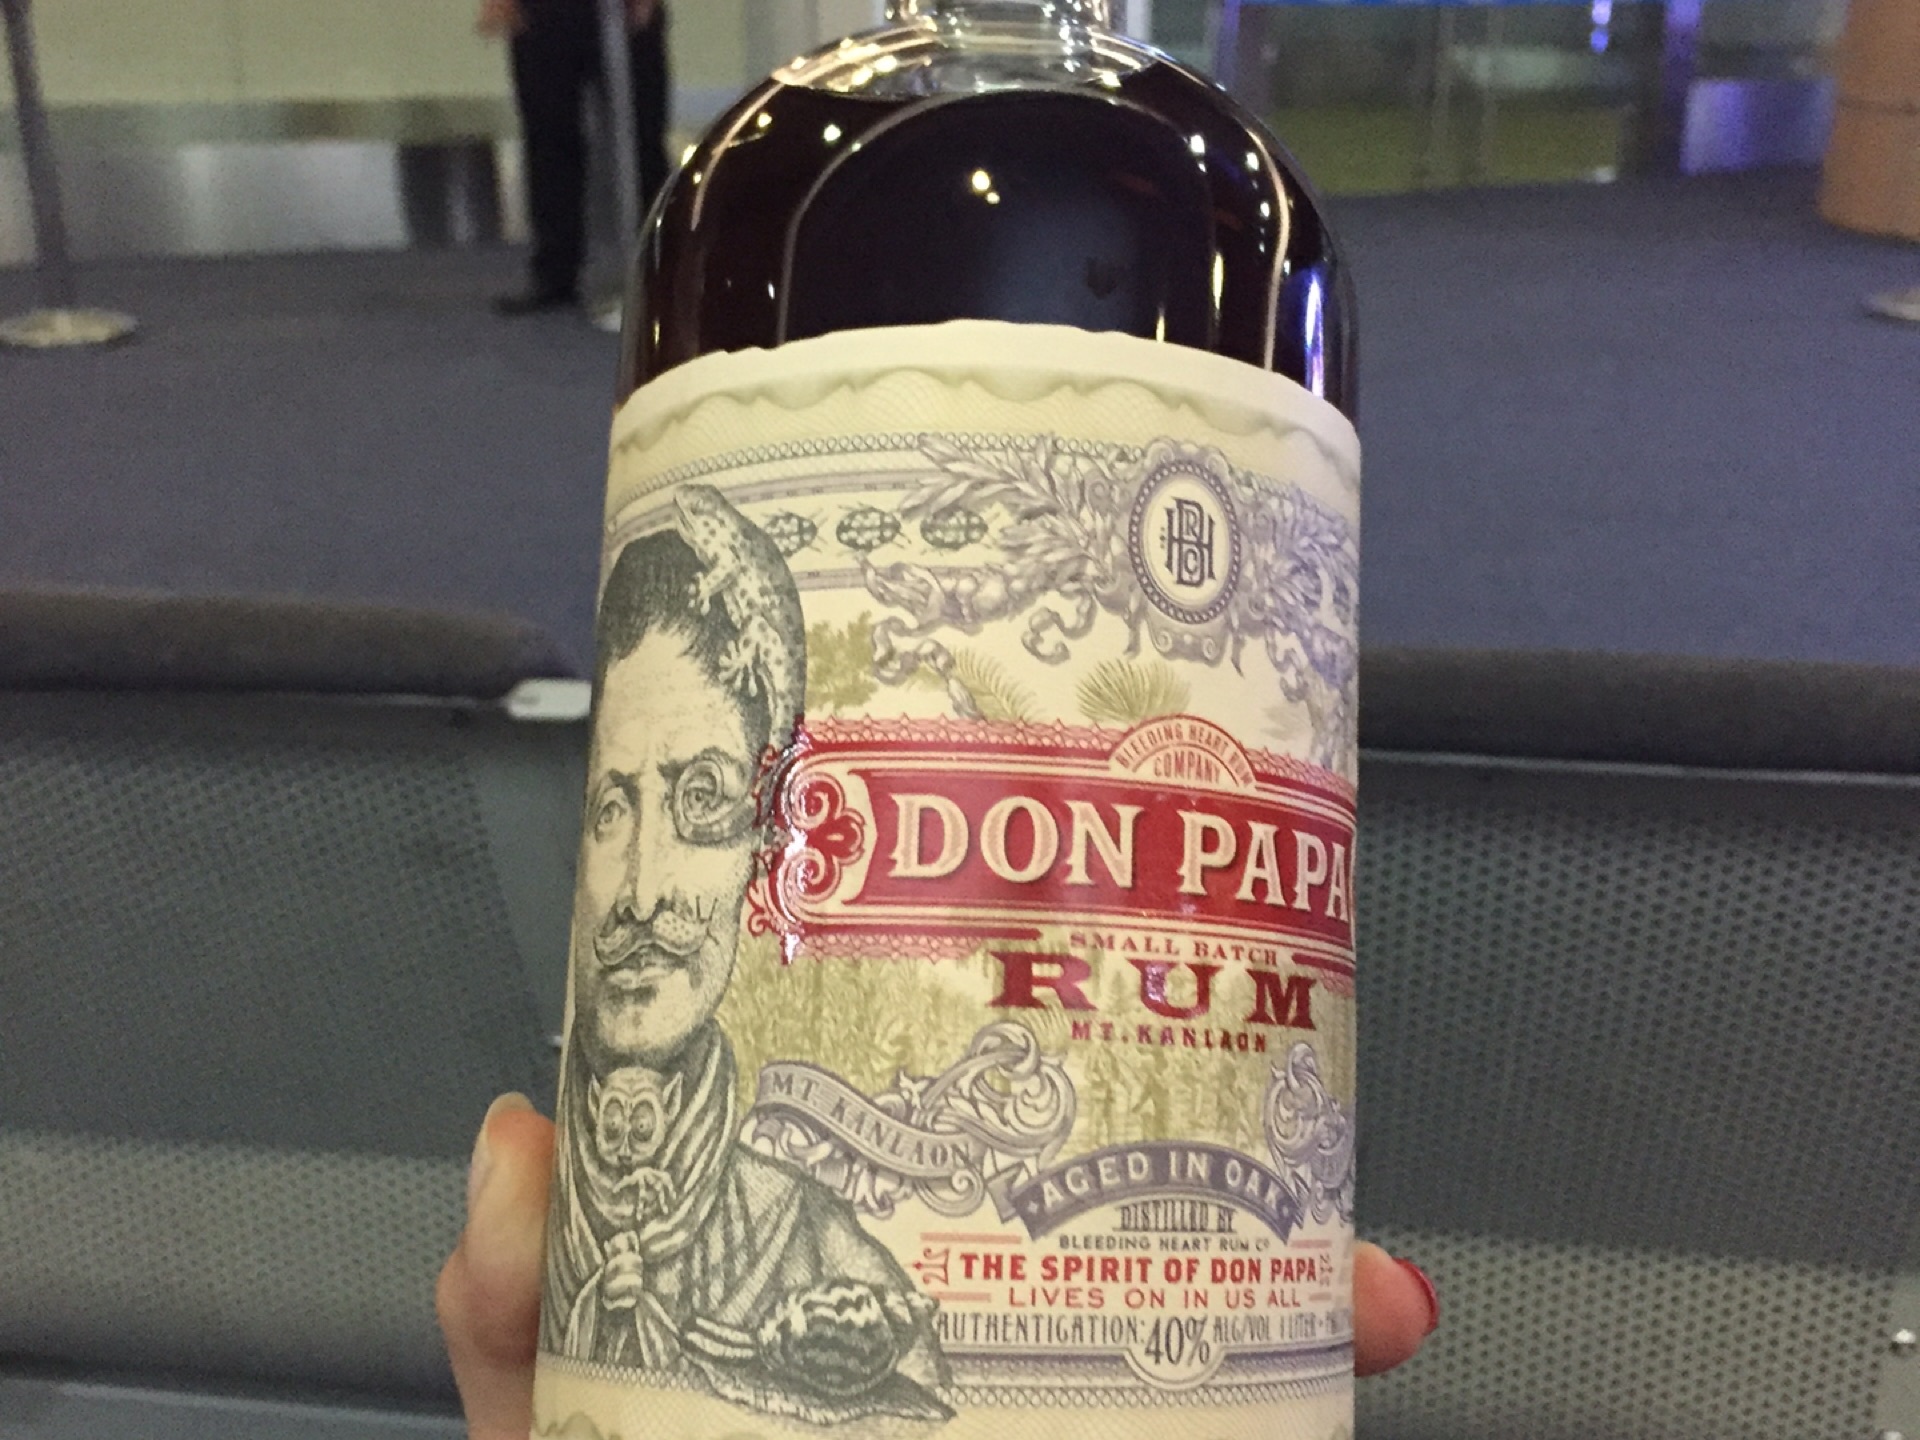 BLEEDING HEART RUM
COMPANY
DON PAPA
SMALL BATCH
RUM
MT. KANLAON
MT KANLAON
AGED IN OAK
DISTILLED BY
BLEEDING HEART RUM Cº
THE SPIRIT OF DON PAPA
LIVES ON IN US ALL
AUTHENTICATION: 40% ALC/VOL 1 LITER